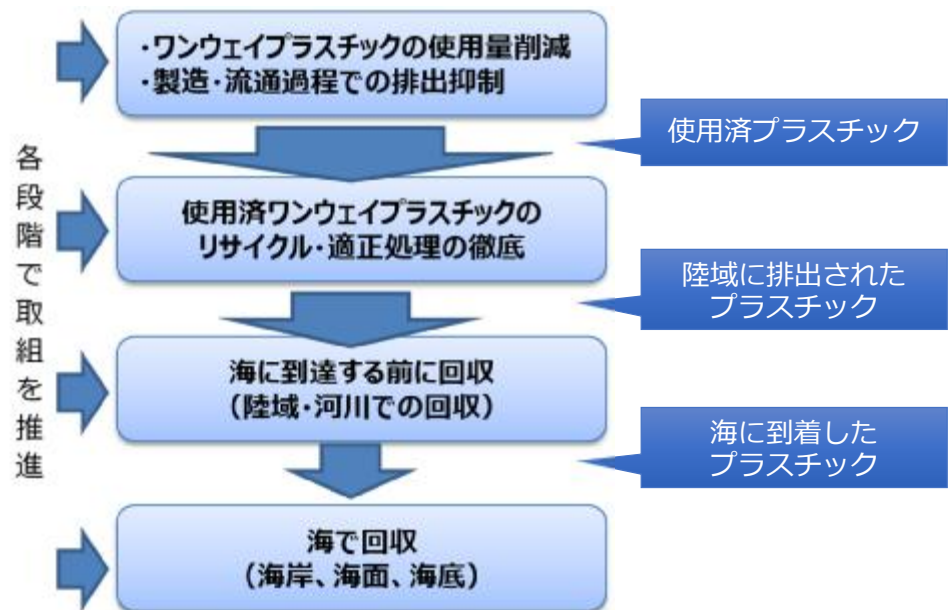 各段階で取組を推進
・ワンウェイプラスチックの使用量削減
・製造・流通過程での排出抑制
使用済プラスチック
使用済ワンウェイプラスチックの
リサイクル・適正処理の徹底
陸域に排出された
プラスチック
海に到達する前に回収
（陸域・河川での回収）
海に到着した
プラスチック
海で回収
（海岸、海面、海底）